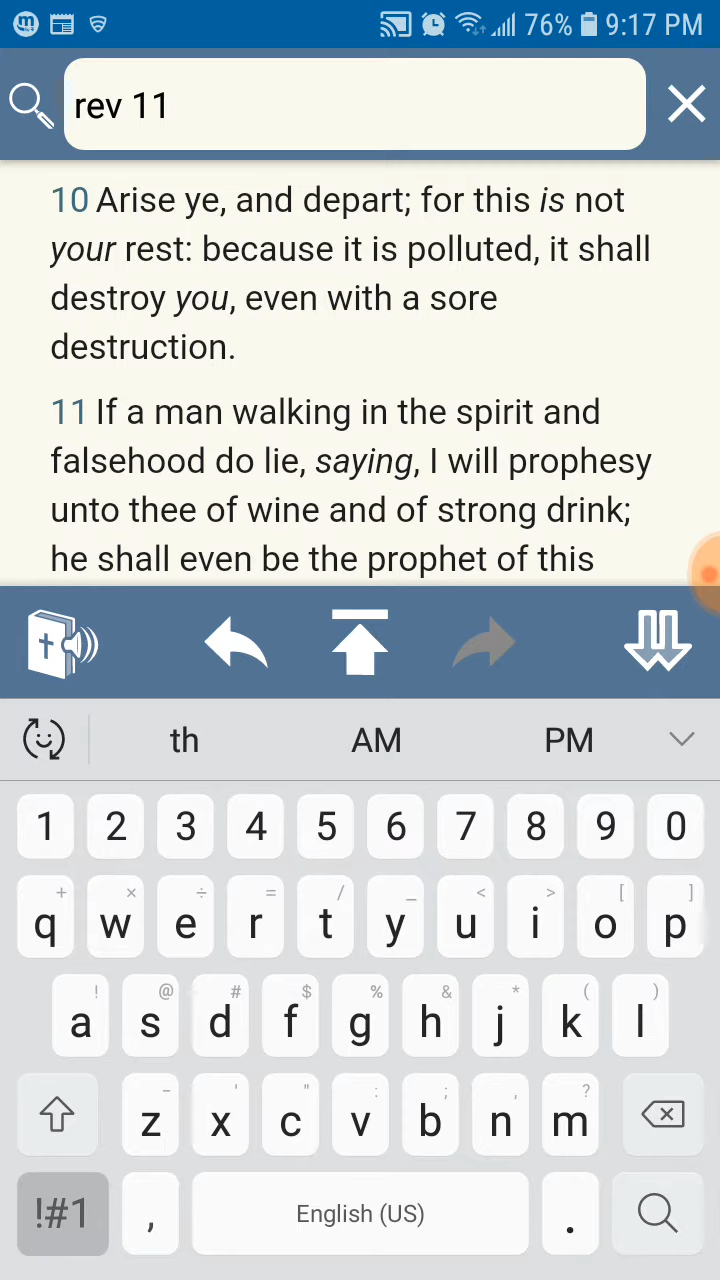 76% 9:17 PM
rev 11
10 Arise ye, and depart; for this is not
your rest: because it is polluted, it shall
destroy you, even with a sore
destruction.
11 If a man walking in the spirit and
falsehood do lie, saying, I will prophesy
unto thee of wine and of strong drink;
he shall even be the prophet of this
th AM PM
1 2 3 4 5 6 7 8 9 0
+ × ÷ = / _ < > [ ]
q w e r t y u i o p
! @ # $ % & * ( )
a s d f g h j k l
- ' " : ; , ?
z x c v b n m
!#1 , English (US) .